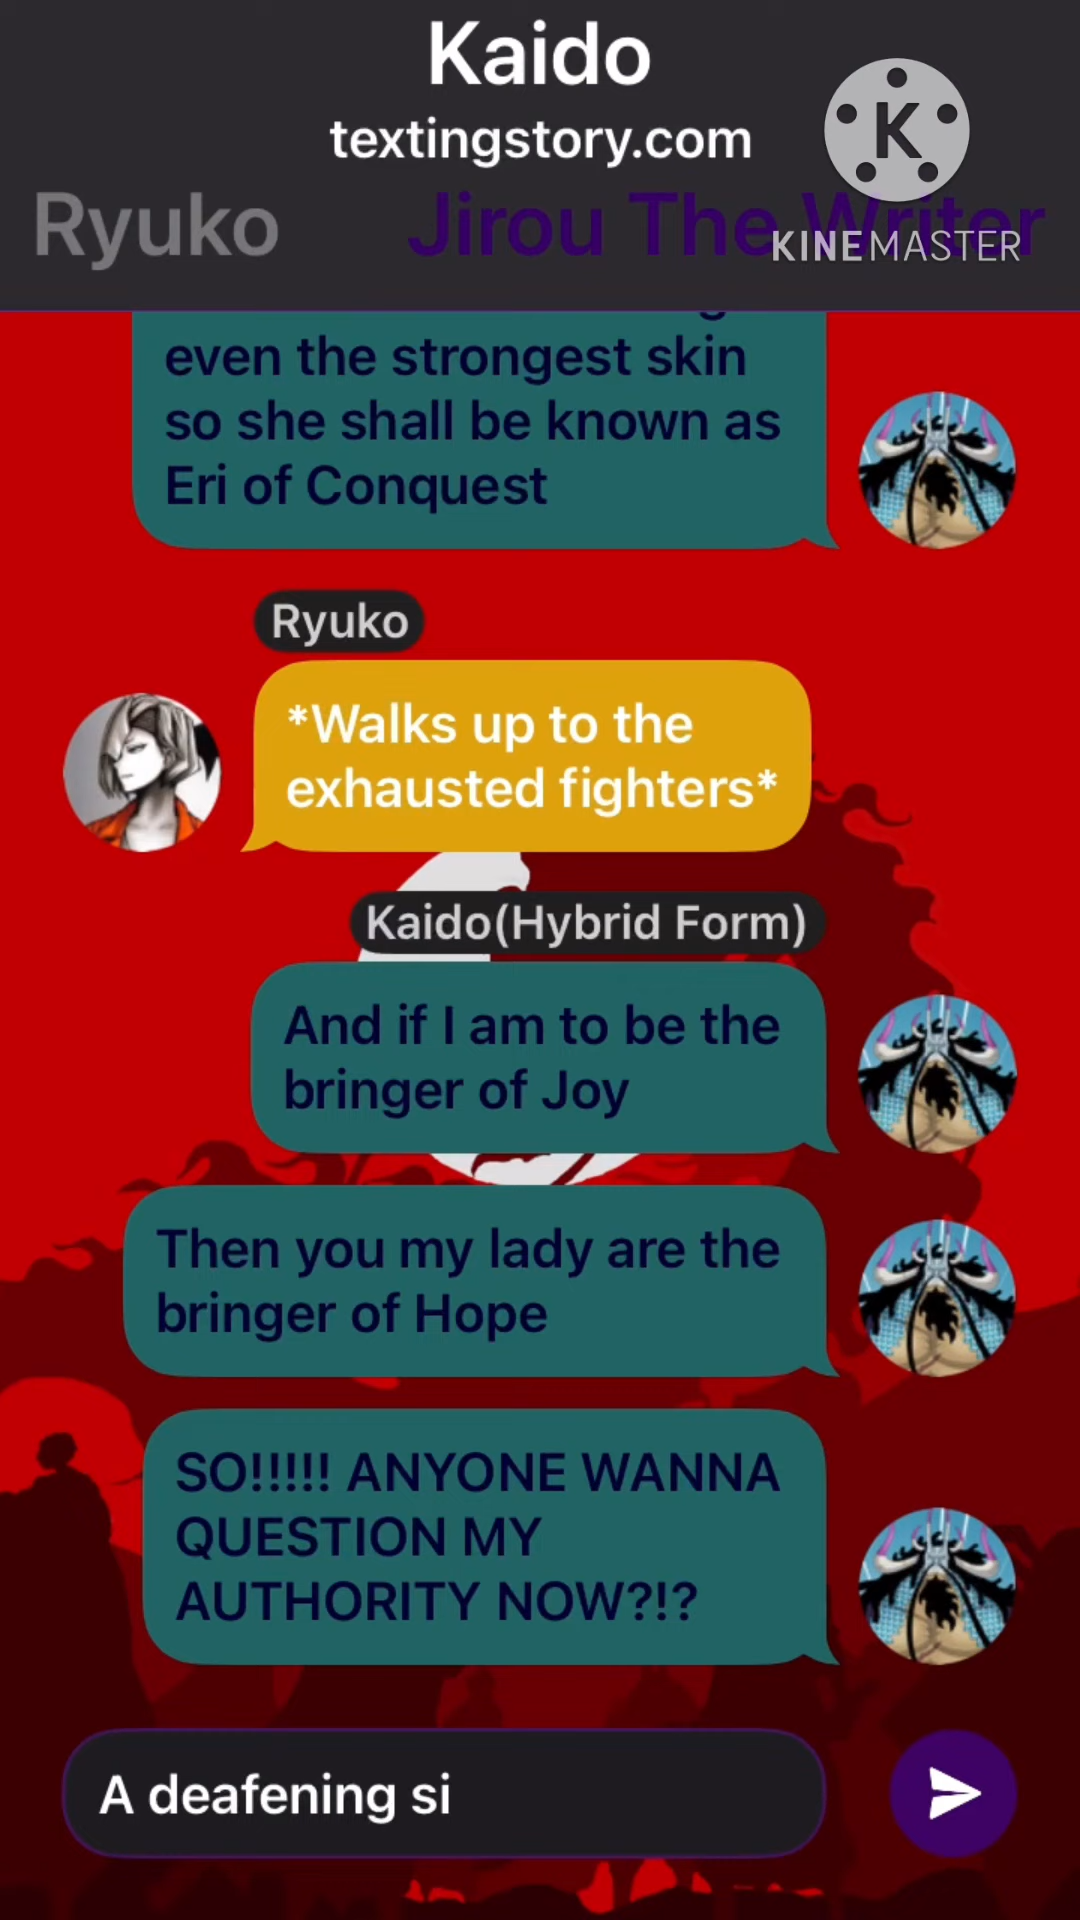 Kaido
textingstory.com
K
Ryuko
Jirou The Writer
KINEMASTER
even the strongest skin
so she shall be known as
Eri of Conquest
Ryuko
*Walks up to the
exhausted fighters*
Kaido(Hybrid Form)
And if I am to be the
bringer of Joy
Then you my lady are the
bringer of Hope
SO!!!!! ANYONE WANNA
QUESTION MY
AUTHORITY NOW?!?
A deafening si